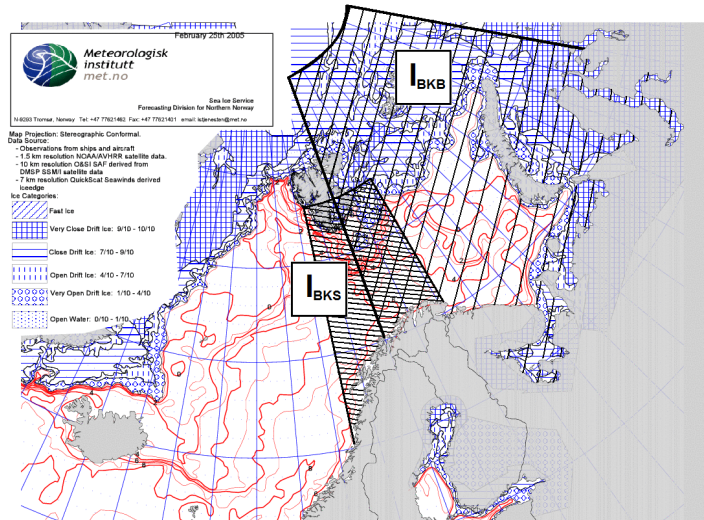 February 25th 2005
Meteorologisk
institutt
met.no
Sea Ice Service
Forecasting Division for Northern Norway
N-9293 Tromsø, Norway Tel: +47 77621462 Fax: +47 77621401 email: istjenesten@met.no
Map Projection: Stereographic Conformal.
Data Source:
- Observations from ships and aircraft
- 1.5 km resolution NOAA/AVHRR satellite data.
- 10 km resolution O&SI SAF derived from
DMSP SSM/I satellite data
- 7 km resolution QuickScat Seawinds derived
iceedge
Ice Categories:
Fast Ice
Very Close Drift Ice: 9/10 - 10/10
Close Drift Ice: 7/10 - 9/10
Open Drift Ice: 4/10 - 7/10
Very Open Drift Ice: 1/10 - 4/10
Open Water: 0/10 - 1/10
I BKB
I BKS